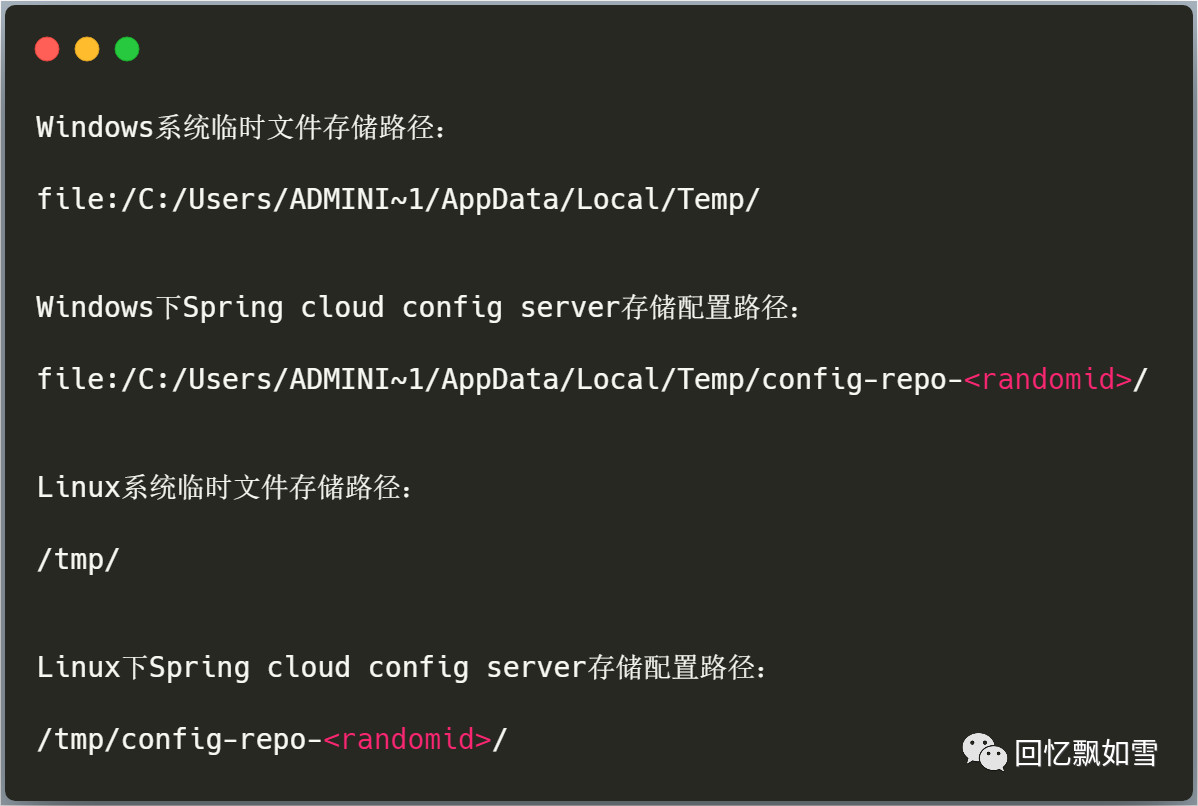 Windows系统临时文件存储路径：
file:/C:/Users/ADMINI~1/AppData/Local/Temp/
Windows下Spring cloud config server存储配置路径：
file:/C:/Users/ADMINI~1/AppData/Local/Temp/config-repo-<randomid>/
Linux系统临时文件存储路径：
/tmp/
Linux下Spring cloud config server存储配置路径：
/tmp/config-repo-<randomid>/
回忆飘如雪